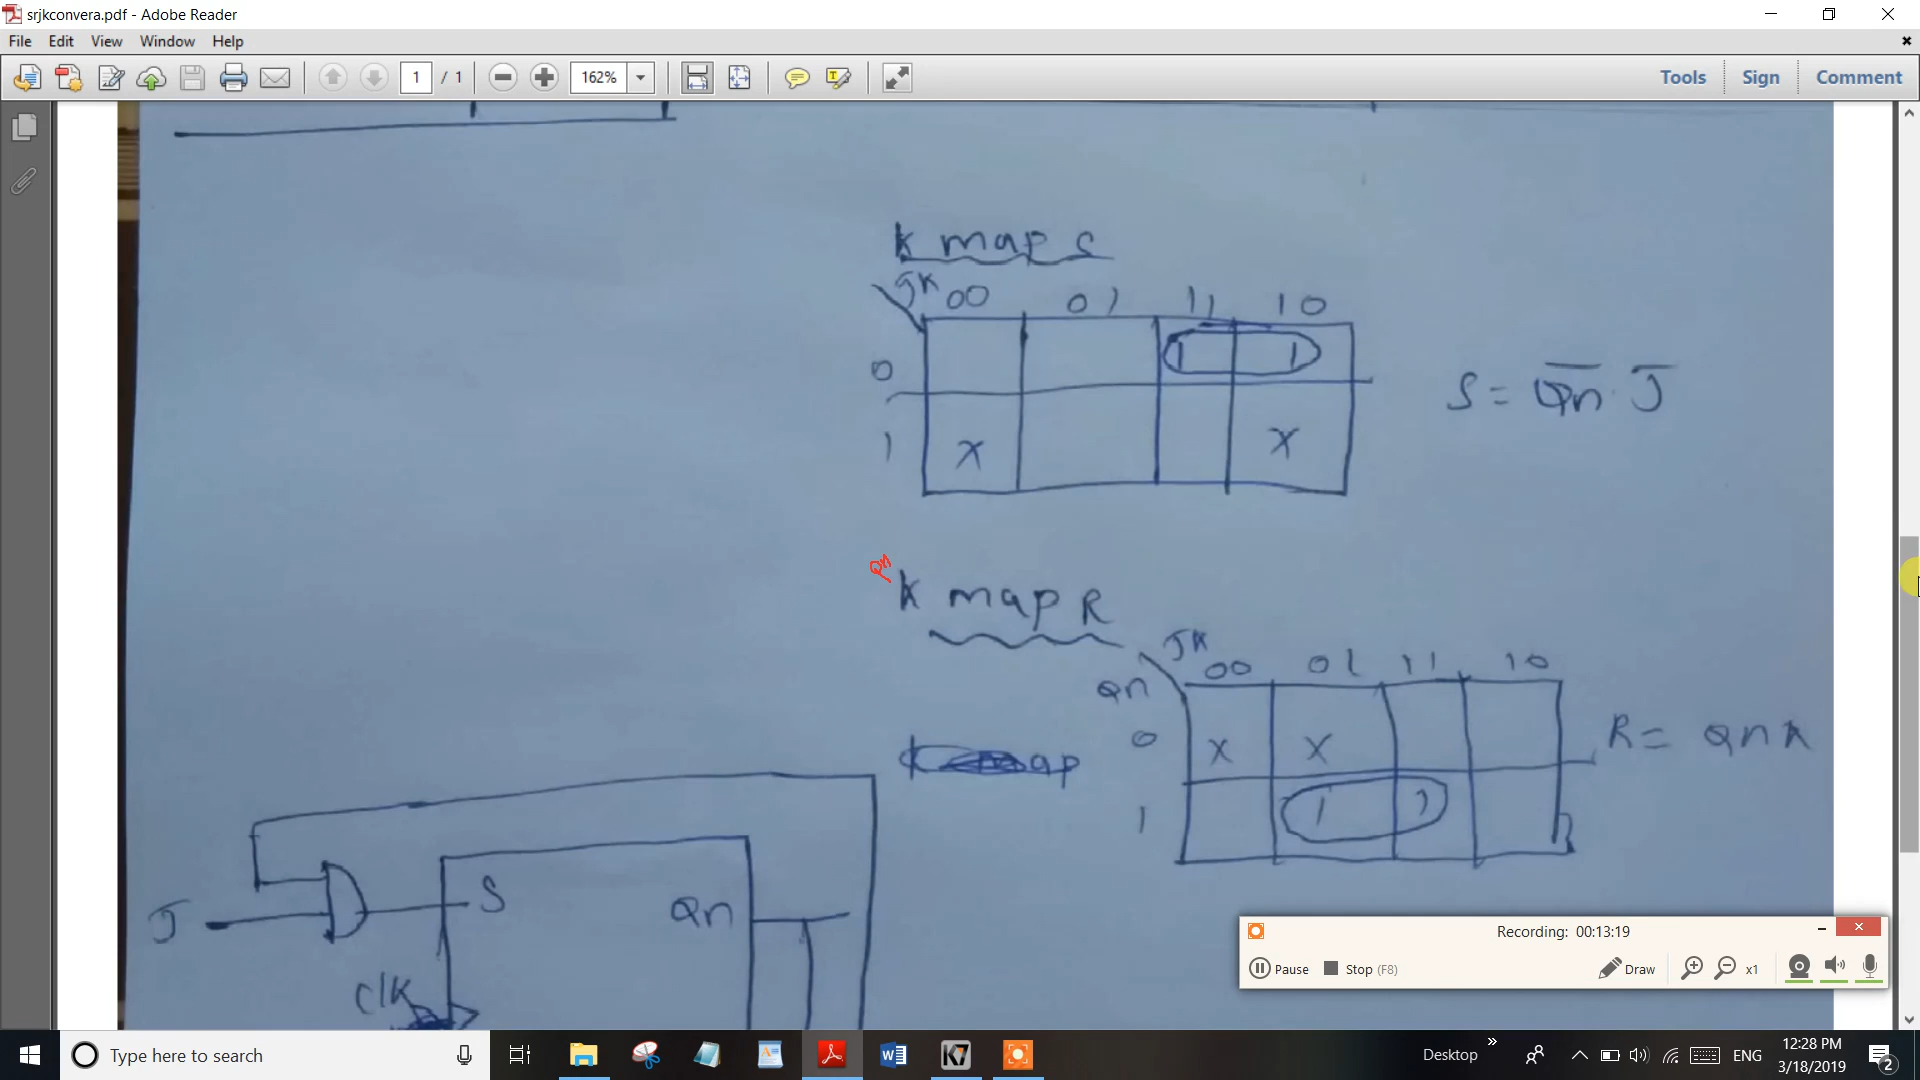 srjkconvera.pdf - Adobe Reader
File Edit View Window Help
1 / 1 162% Tools Sign Comment
K map S
JK 00 01 11 10
0 1 1
1 X X
S = Q̅n̅ . J̅
Qn
K map R
JK 00 01 11 10
Qn
0 X X
R = QnK
1 1 1
J
S
Qn
Clk
Recording: 00:13:19
Pause Stop (F8) Draw x1
Type here to search
Desktop
ENG
12:28 PM
3/18/2019
2